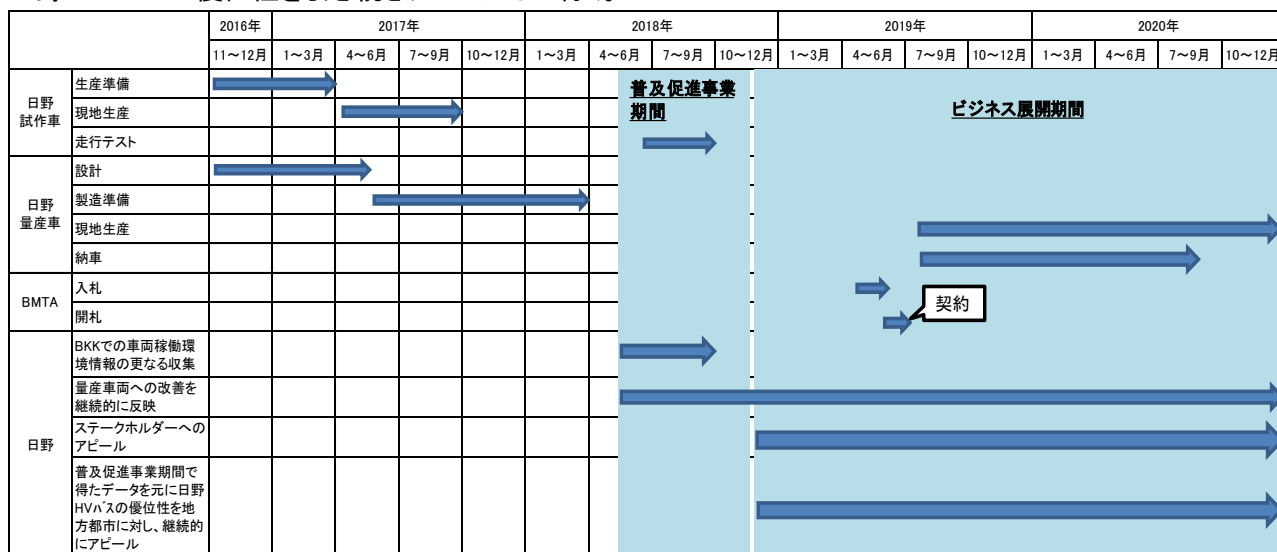 2016年 2017年 2018年 2019年 2020年
11～12月 1～3月 4～6月 7～9月 10～12月 1～3月 4～6月 7～9月 10～12月 1～3月 4～6月 7～9月 10～12月 1～3月 4～6月 7～9月 10～12月
普及促進事業
期間
ビジネス展開期間
日野
試作車
生産準備
現地生産
走行テスト
日野
量産車
設計
製造準備
現地生産
納車
BMTA
入札
開札
契約
日野
BKKでの車両稼働環
境情報の更なる収集
量産車両への改善を
継続的に反映
ステークホルダーへの
アピール
普及促進事業期間で
得たデータを元に日野
HVバスの優位性を地
方都市に対し、継続的
にアピール